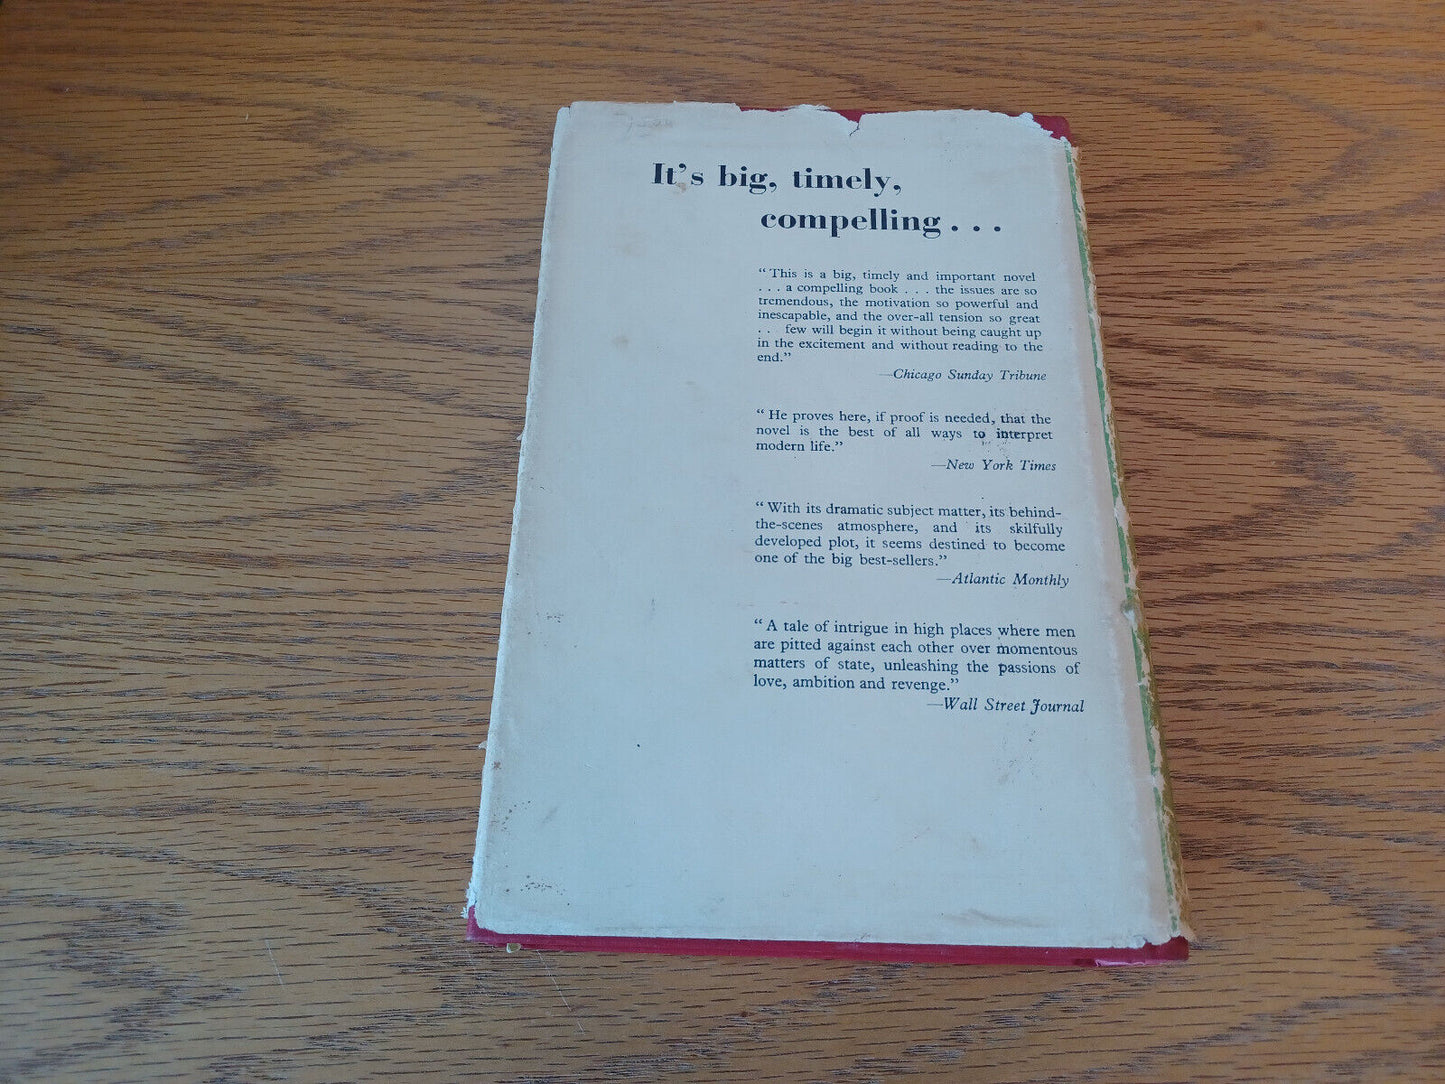 It's big, timely,
compelling . . .
“ This is a big, timely and important novel
. . . a compelling book . . . the issues are so
tremendous, the motivation so powerful and
inescapable, and the over-all tension so great
. . few will begin it without being caught up
in the excitement and without reading to the
end.”
—Chicago Sunday Tribune
“ He proves here, if proof is needed, that the
novel is the best of all ways to interpret
modern life.”
—New York Times
“ With its dramatic subject matter, its behind-
the-scenes atmosphere, and its skilfully
developed plot, it seems destined to become
one of the big best-sellers.”
—Atlantic Monthly
“ A tale of intrigue in high places where men
are pitted against each other over momentous
matters of state, unleashing the passions of
love, ambition and revenge.”
—Wall Street Journal